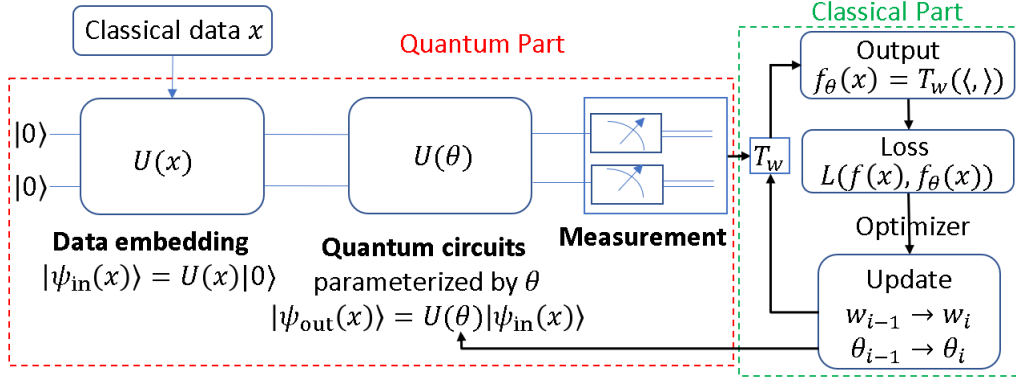 Classical data x
Quantum Part
Classical Part
|0⟩
|0⟩
U(x)
U(θ)
T_w
Output
f_θ(x) = T_w(⟨,⟩)
Loss
L(f(x), f_θ(x))
Optimizer
Update
w_{i−1} → w_i
θ_{i−1} → θ_i
Data embedding
|ψ_in(x)⟩ = U(x)|0⟩
Quantum circuits
parameterized by θ
|ψ_out(x)⟩ = U(θ)|ψ_in(x)⟩
Measurement